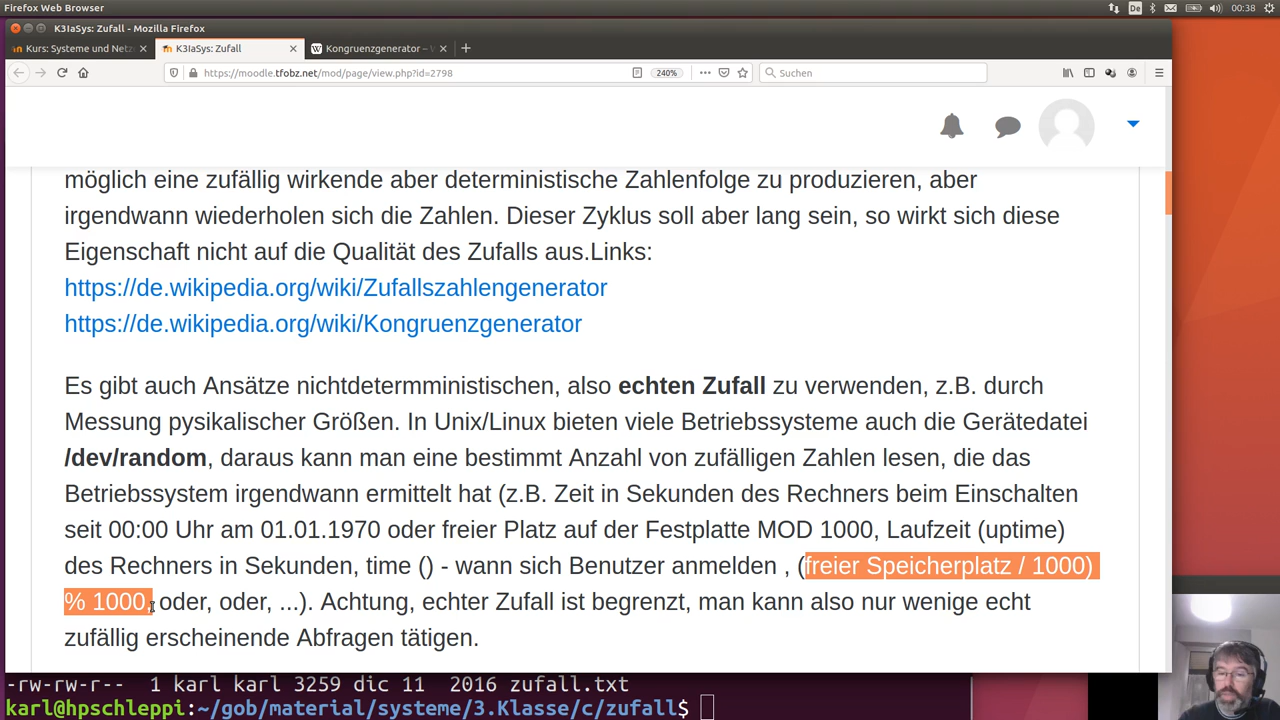 Firefox Web Browser
De
00:38
K3IaSys: Zufall - Mozilla Firefox
Kurs: Systeme und Netz
K3IaSys: Zufall
Kongruenzgenerator –
https://moodle.tfobz.net/mod/page/view.php?id=2798
240%
Suchen
möglich eine zufällig wirkende aber deterministische Zahlenfolge zu produzieren, aber
irgendwann wiederholen sich die Zahlen. Dieser Zyklus soll aber lang sein, so wirkt sich diese
Eigenschaft nicht auf die Qualität des Zufalls aus.Links:
https://de.wikipedia.org/wiki/Zufallszahlengenerator
https://de.wikipedia.org/wiki/Kongruenzgenerator
Es gibt auch Ansätze nichtdetermministischen, also echten Zufall zu verwenden, z.B. durch
Messung pysikalischer Größen. In Unix/Linux bieten viele Betriebssysteme auch die Gerätedatei
/dev/random, daraus kann man eine bestimmt Anzahl von zufälligen Zahlen lesen, die das
Betriebssystem irgendwann ermittelt hat (z.B. Zeit in Sekunden des Rechners beim Einschalten
seit 00:00 Uhr am 01.01.1970 oder freier Platz auf der Festplatte MOD 1000, Laufzeit (uptime)
des Rechners in Sekunden, time () - wann sich Benutzer anmelden , (freier Speicherplatz / 1000)
% 1000, oder, oder, ...). Achtung, echter Zufall ist begrenzt, man kann also nur wenige echt
zufällig erscheinende Abfragen tätigen.
-rw-rw-r-- 1 karl karl 3259 dic 11 2016 zufall.txt
karl@hpschleppi:~/gob/material/systeme/3.Klasse/c/zufall$